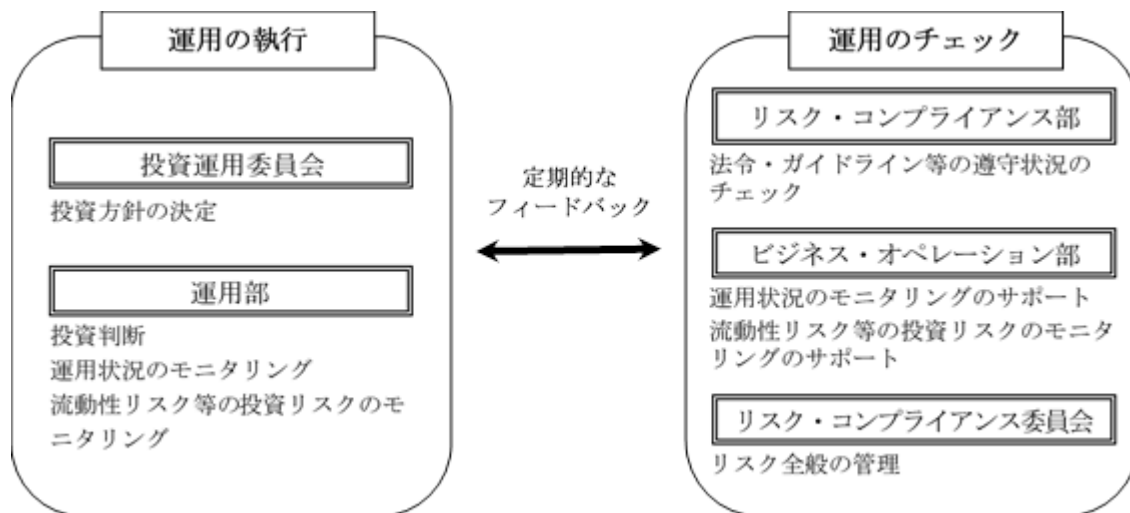 運用の執行
投資運用委員会
投資方針の決定
運用部
投資判断
運用状況のモニタリング
流動性リスク等の投資リスクのモ
ニタリング
定期的な
フィードバック
運用のチェック
リスク・コンプライアンス部
法令・ガイドライン等の遵守状況の
チェック
ビジネス・オペレーション部
運用状況のモニタリングのサポート
流動性リスク等の投資リスクのモニタ
リングのサポート
リスク・コンプライアンス委員会
リスク全般の管理